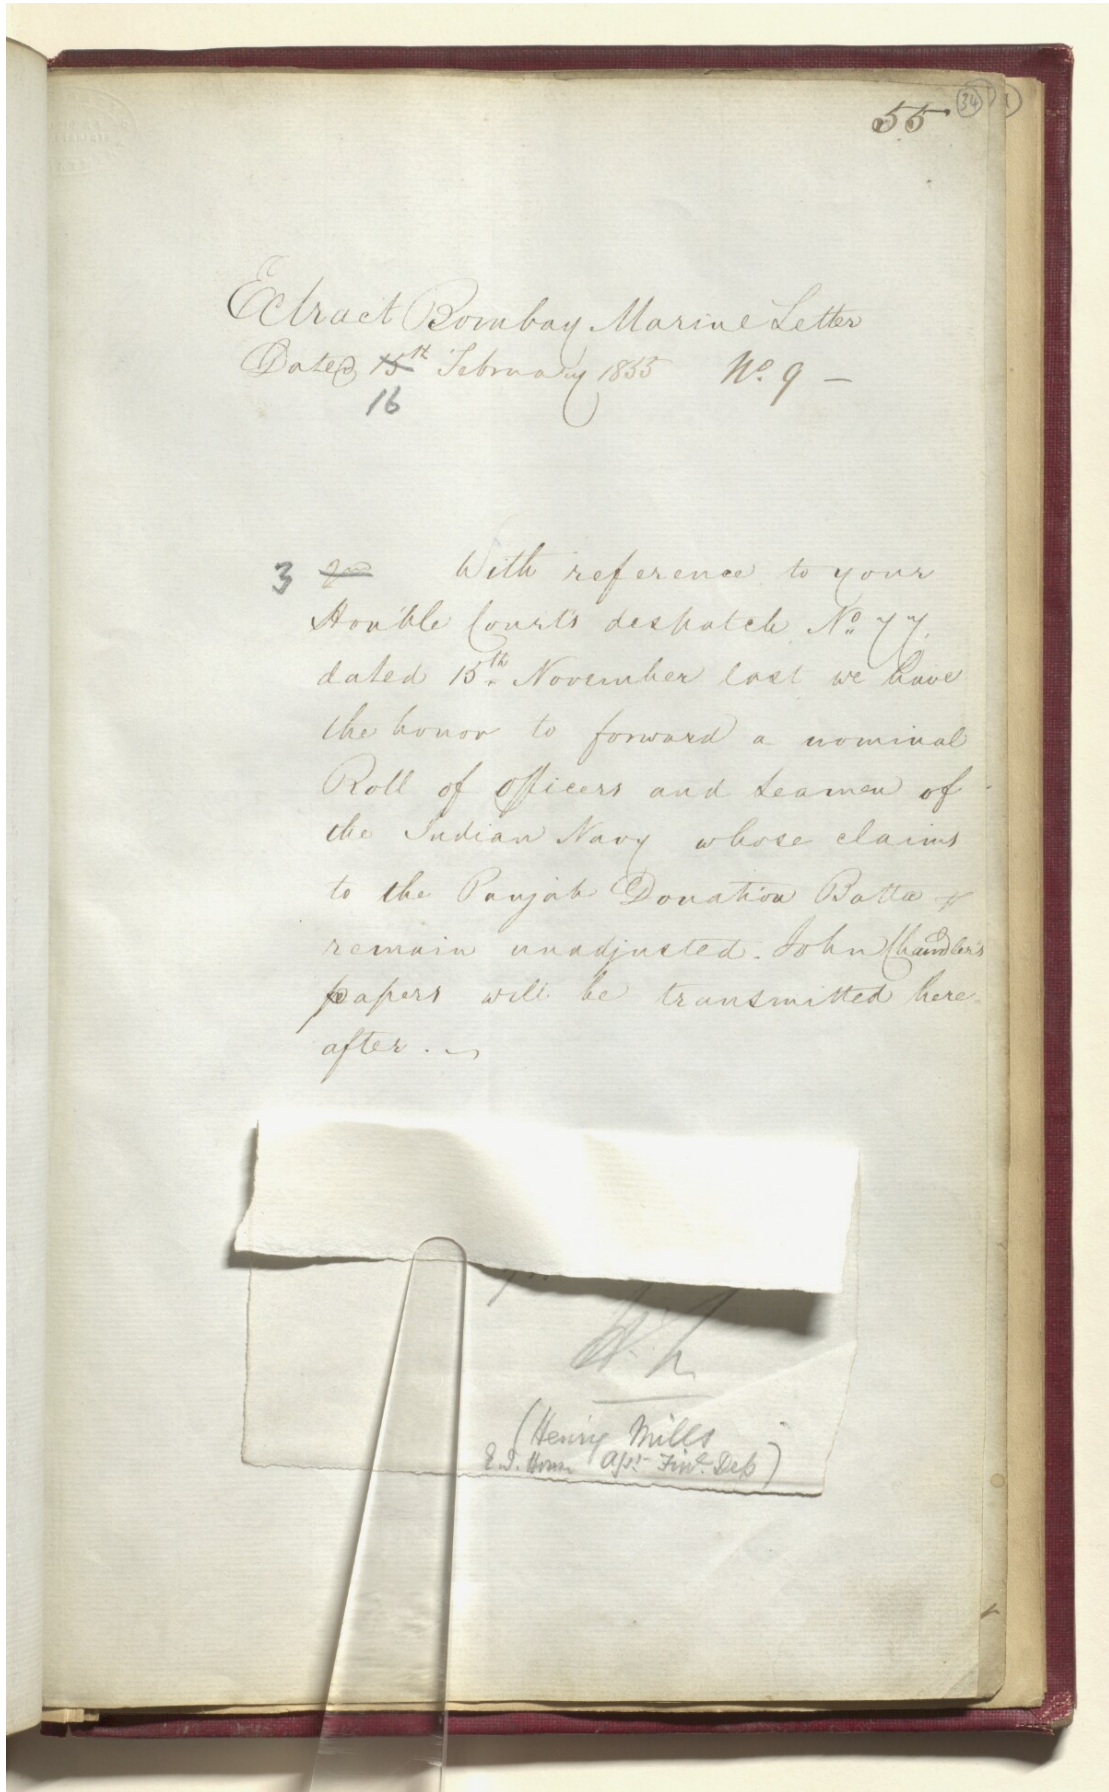 55 34
Extract Bombay Marine Letter
Dated 15th February 1855 No. 9 —
16
3 2nd With reference to your
Hon'ble Court's despatch No. 77,
dated 15th November last we have
the honor to forward a nominal
Roll of officers and seamen of
the Indian Navy whose claims
to the Punjab Donation Batta
remain unadjusted. John Chandler's
papers will be transmitted here
after.
(Henry Mills
E.I. House Finl. Dep)